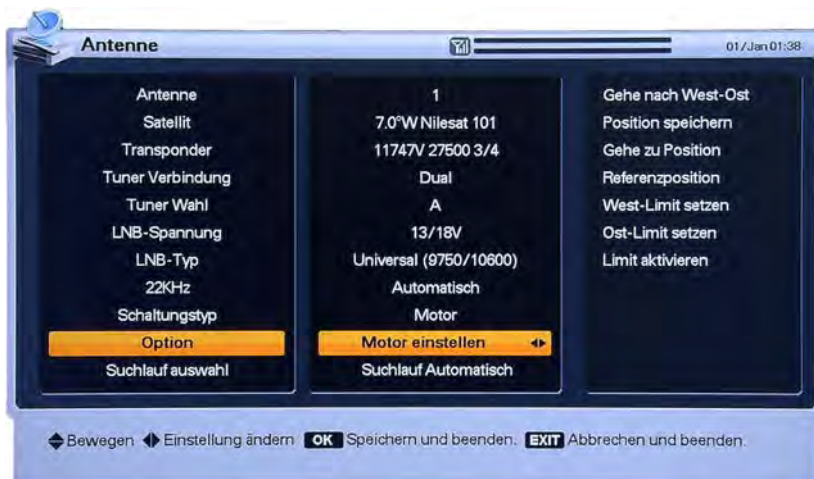 Antenne
01/Jan 01:38
Antenne 1 Gehe nach West-Ost
Satellit 7.0°W Nilesat 101 Position speichern
Transponder 11747V 27500 3/4 Gehe zu Position
Tuner Verbindung Dual Referenzposition
Tuner Wahl A West-Limit setzen
LNB-Spannung 13/18V Ost-Limit setzen
LNB-Typ Universal (9750/10600) Limit aktivieren
22KHz Automatisch
Schaltungstyp Motor
Option Motor einstellen
Suchlauf auswahl Suchlauf Automatisch
Bewegen Einstellung ändern OK Speichern und beenden. EXIT Abbrechen und beenden.